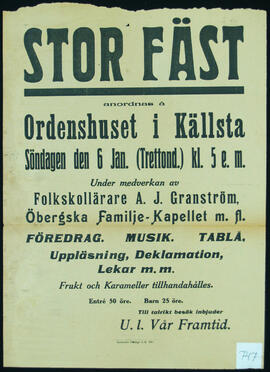 STOR FÄST
anordnas å
Ordenshuset i Källsta
Söndagen den 6 Jan. (Trettond.) kl. 5 e. m.
Under medverkan av
Folkskollärare A. J. Granström,
Öbergska Familje-Kapellet m. fl.
FÖREDRAG. MUSIK. TABLÅ.
Uppläsning, Deklamation,
Lekar m. m.
Frukt och Karameller tillhandahålles.
Entré 50 öre. Barn 25 öre.
Till talrikt besök inbjuder
U. l. Vår Framtid.
747